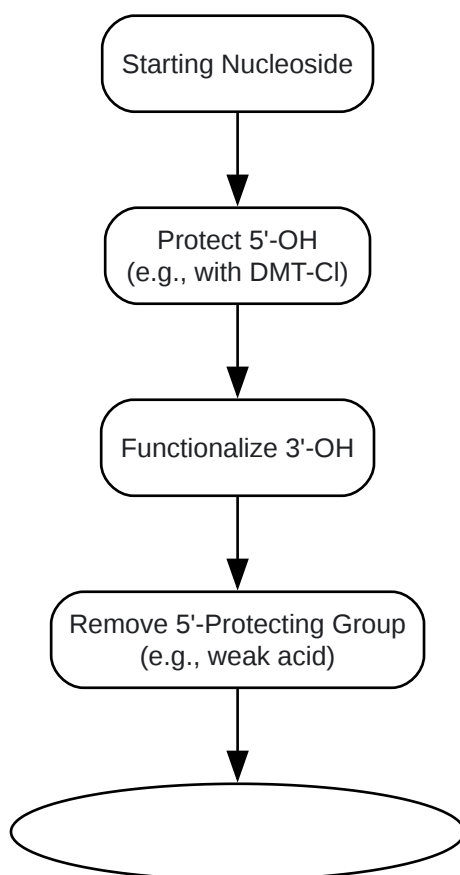 Starting Nucleoside
Protect 5'-OH
(e.g., with DMT-Cl)
Functionalize 3'-OH
Remove 5'-Protecting Group
(e.g., weak acid)